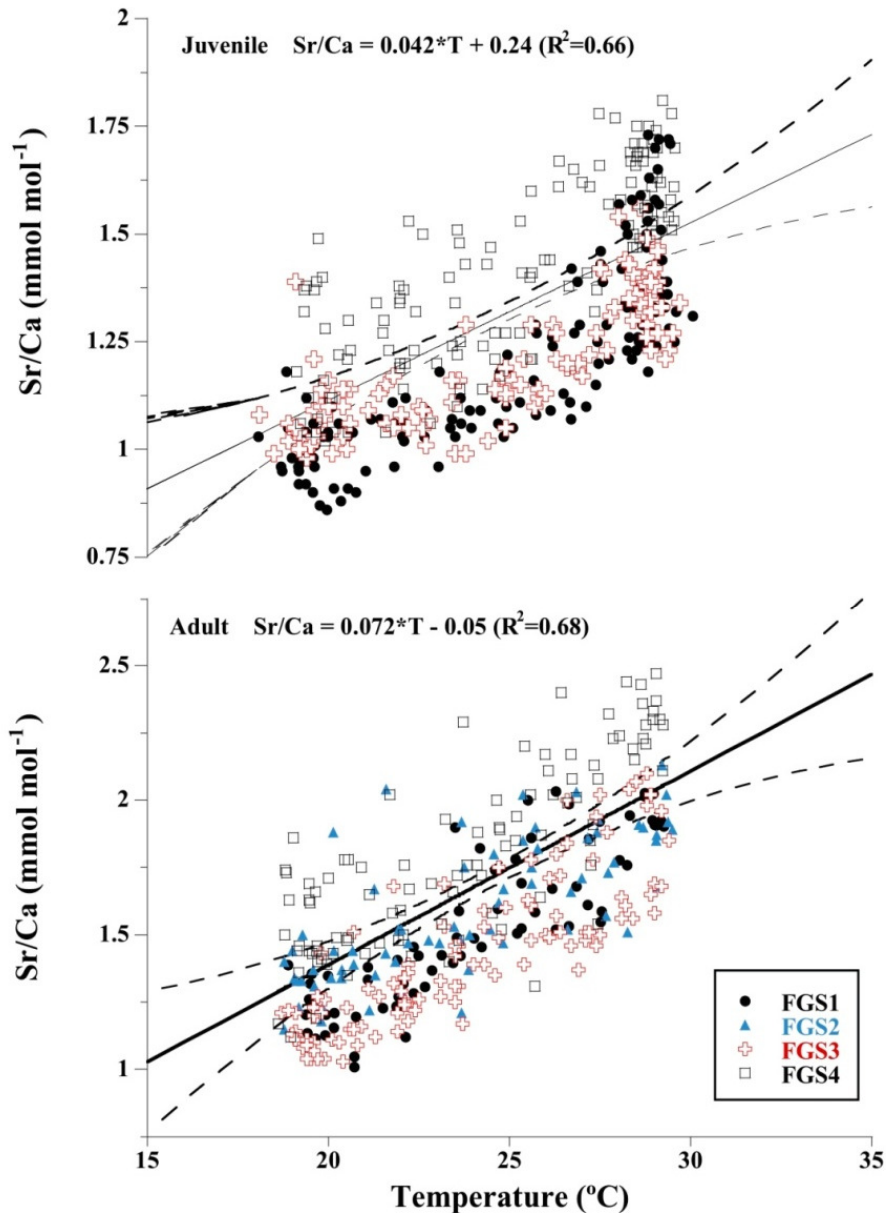 2
Juvenile Sr/Ca = 0.042*T + 0.24 (R²=0.66)
1.75
1.5
1.25
1
0.75
Sr/Ca (mmol mol⁻¹)
Adult Sr/Ca = 0.072*T - 0.05 (R²=0.68)
2.5
2
1.5
1
Sr/Ca (mmol mol⁻¹)
FGS1
FGS2
FGS3
FGS4
15 20 25 30 35
Temperature (ºC)